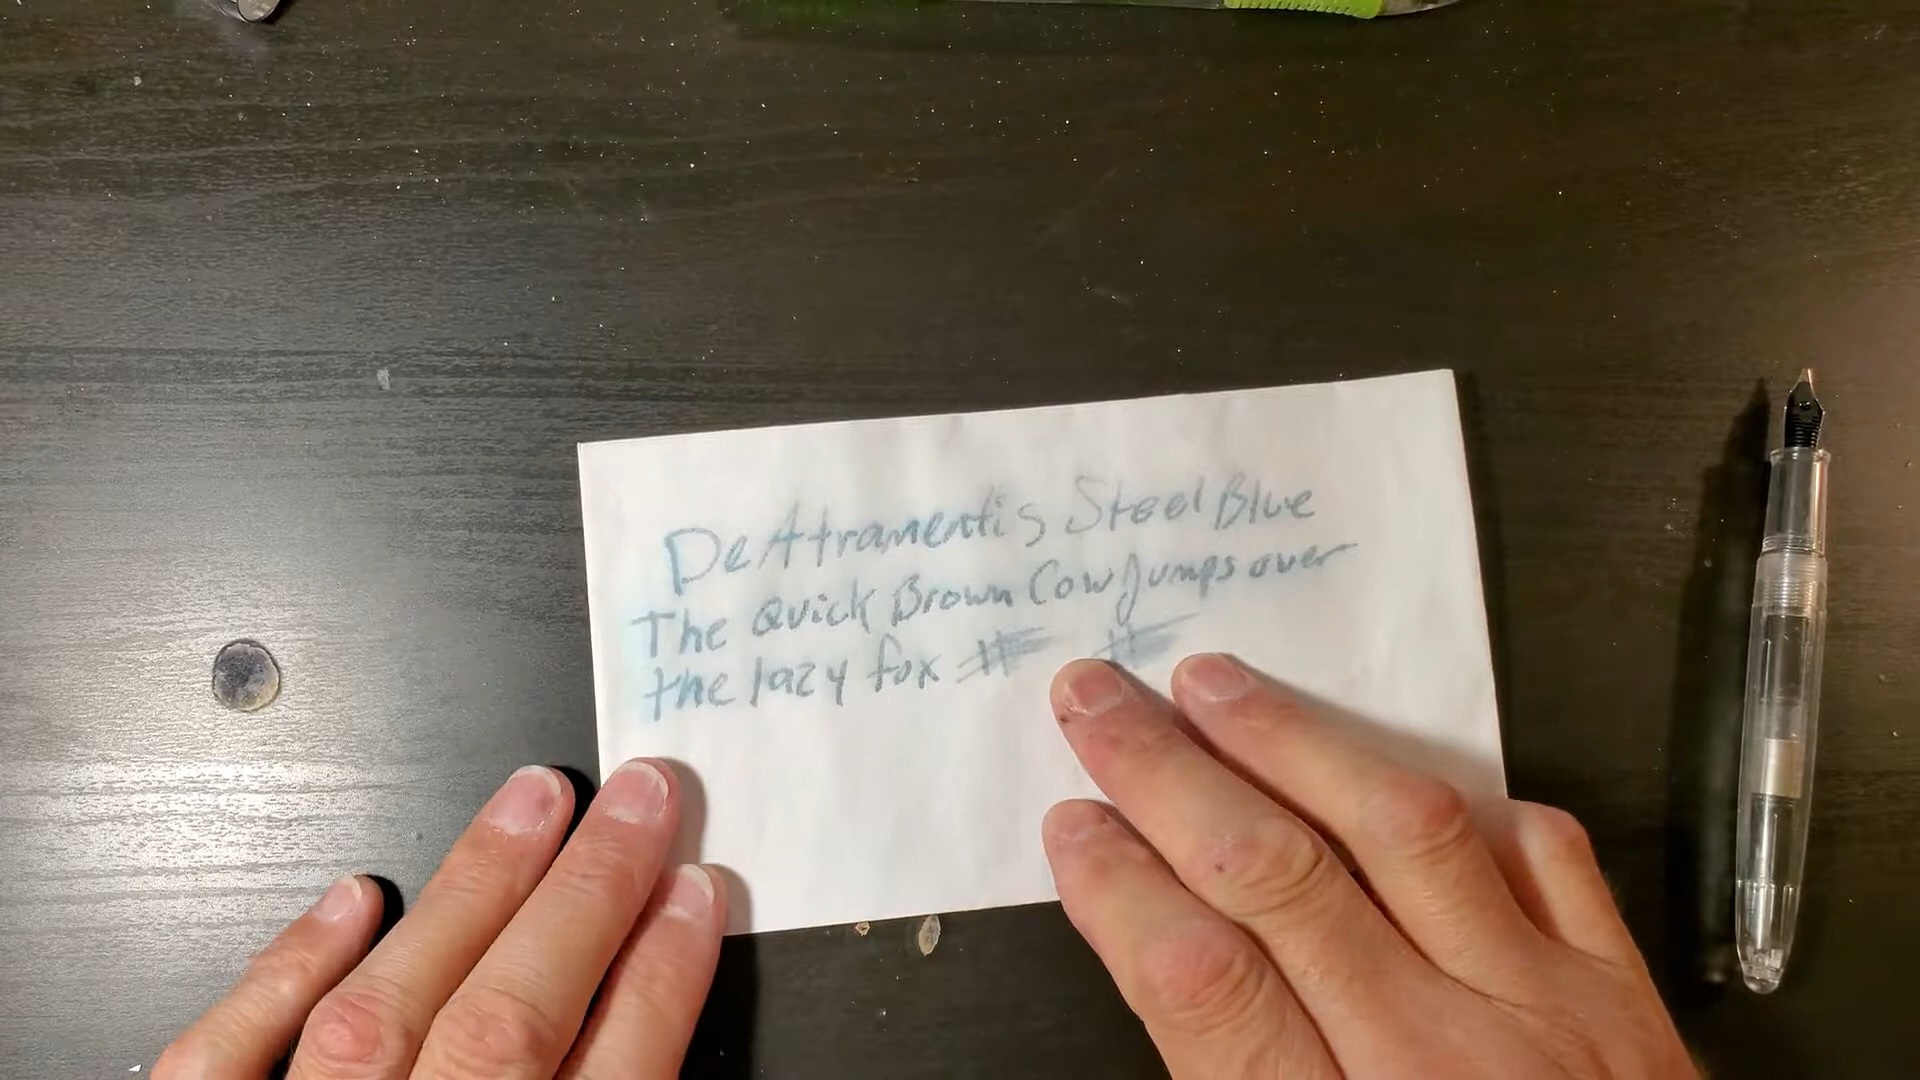 DeAtramentis Steel Blue
The Quick Brown Cow Jumps over
the lazy fox